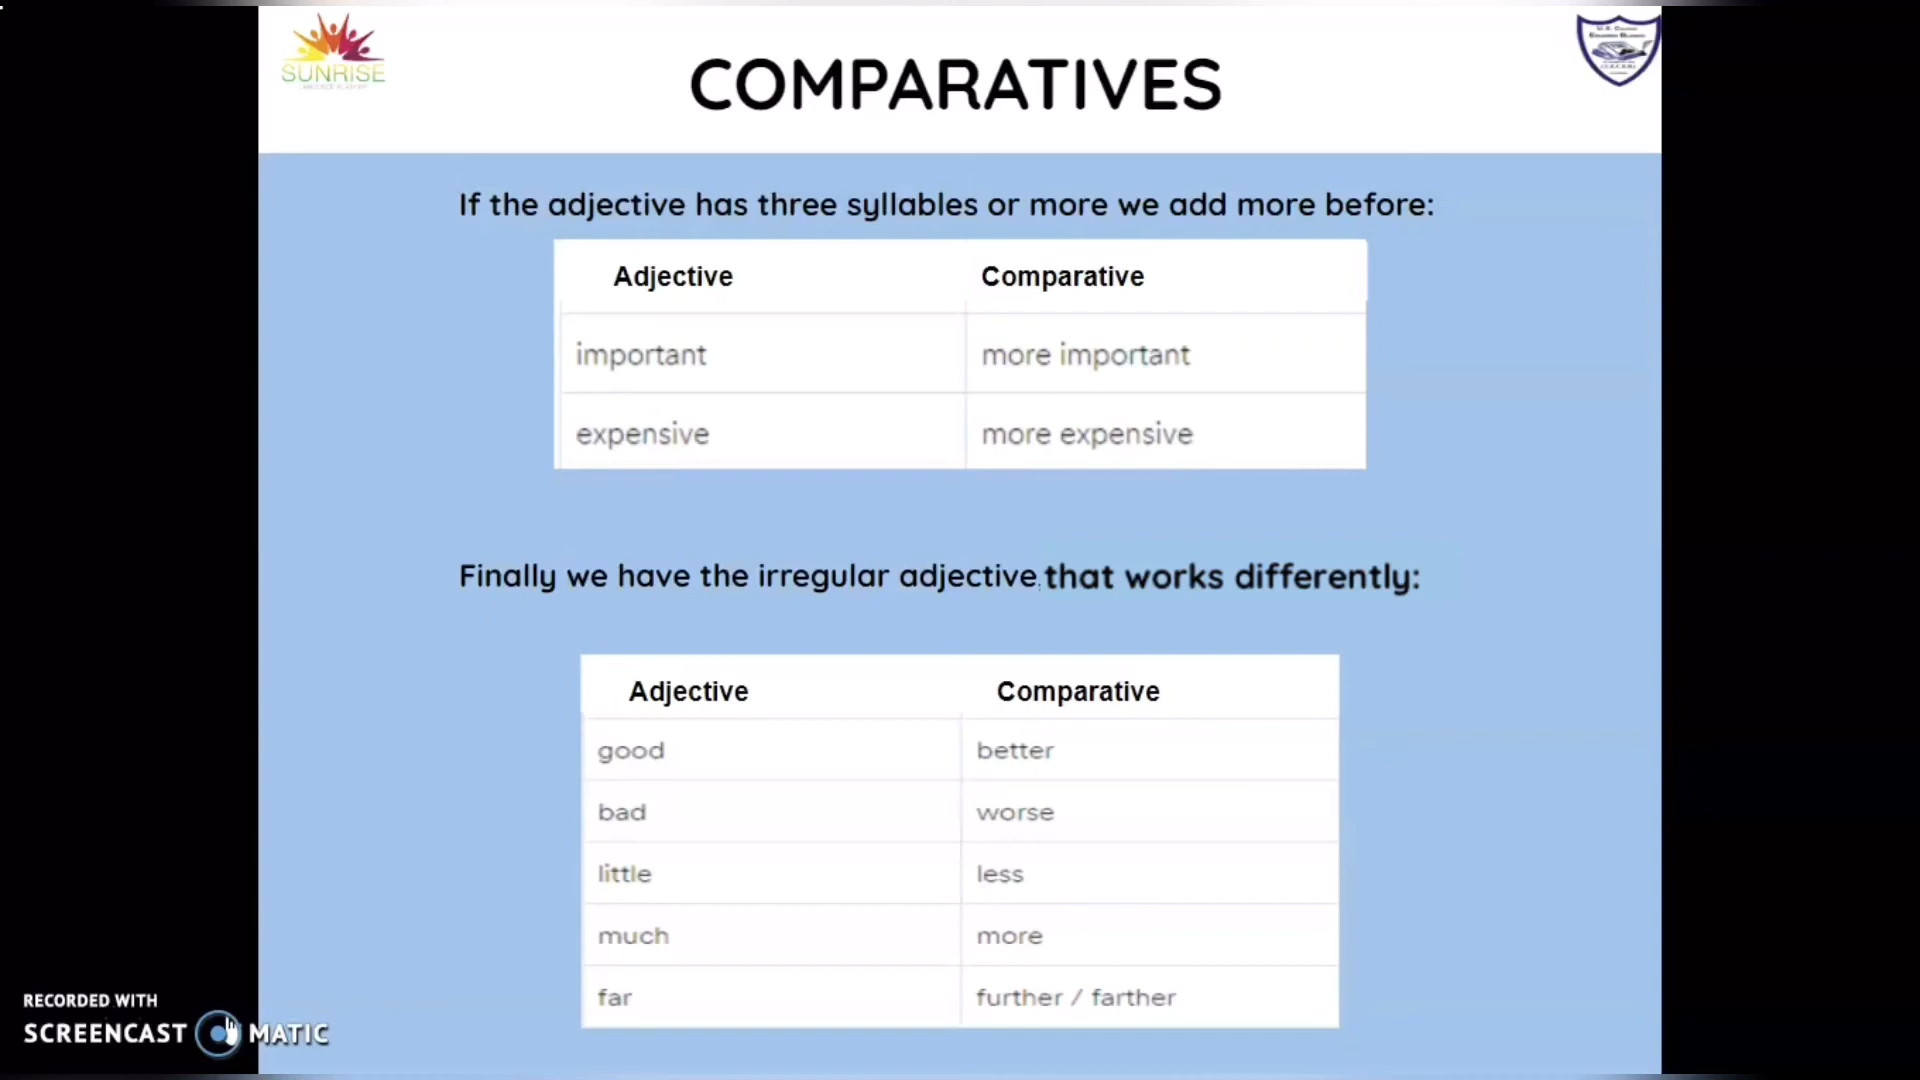 SUNRISE
COMPARATIVES
If the adjective has three syllables or more we add more before:
Adjective Comparative
important more important
expensive more expensive
Finally we have the irregular adjective that works differently:
Adjective Comparative
good better
bad worse
little less
much more
far further / farther
RECORDED WITH
SCREENCAST MATIC